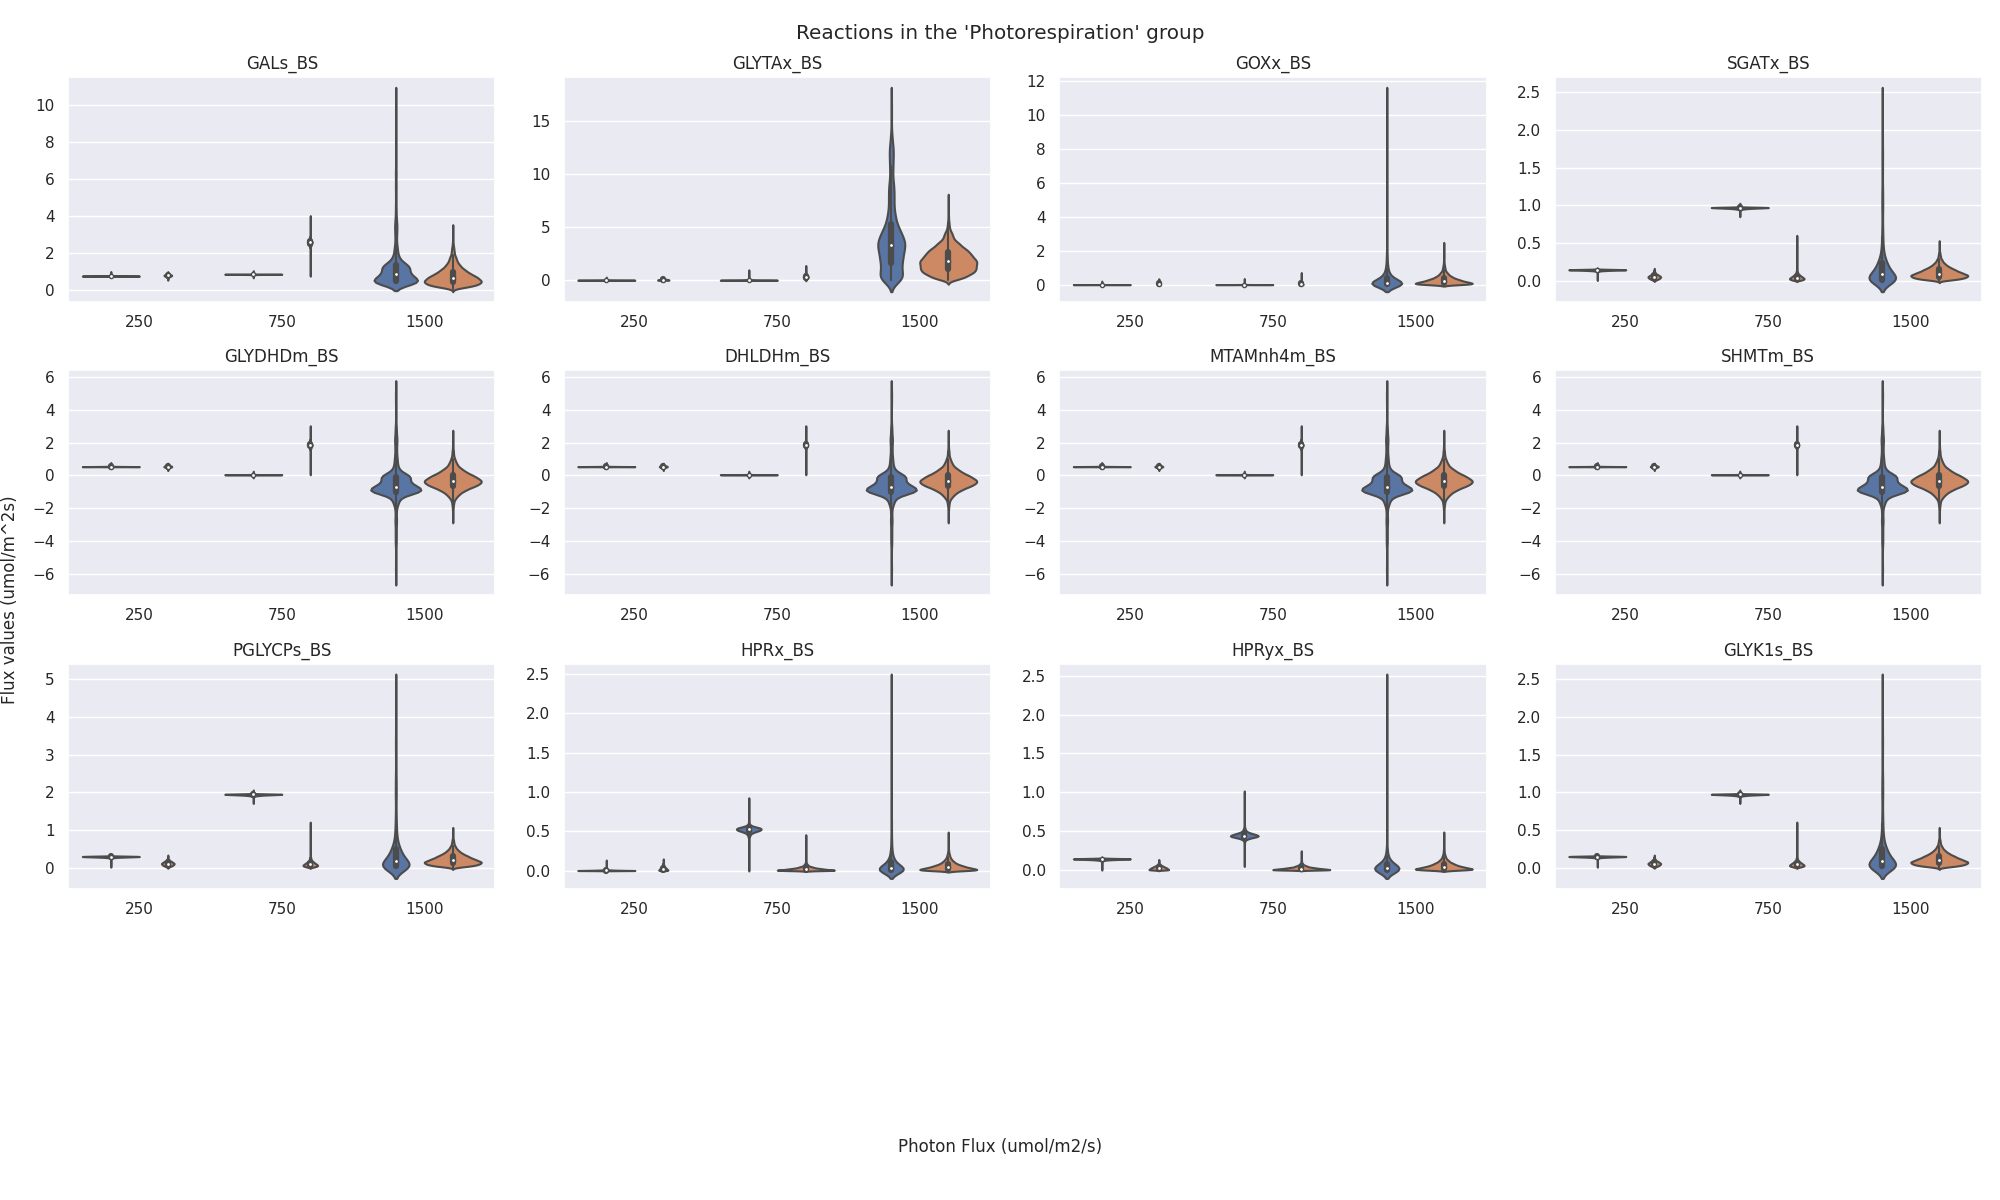 Reactions in the 'Photorespiration' group
GALs_BS
GLYTAx_BS
GOXx_BS
SGATx_BS
10
8
6
4
2
0
250 750 1500
15
10
5
0
250 750 1500
12
10
8
6
4
2
0
250 750 1500
2.5
2.0
1.5
1.0
0.5
0.0
250 750 1500
GLYDHDm_BS
DHLDHm_BS
MTAMnh4m_BS
SHMTm_BS
6
4
2
0
−2
−4
−6
250 750 1500
6
4
2
0
−2
−4
−6
250 750 1500
6
4
2
0
−2
−4
−6
250 750 1500
6
4
2
0
−2
−4
−6
250 750 1500
Flux values (umol/m^2s)
PGLYCPs_BS
HPRx_BS
HPRyx_BS
GLYK1s_BS
5
4
3
2
1
0
250 750 1500
2.5
2.0
1.5
1.0
0.5
0.0
250 750 1500
2.5
2.0
1.5
1.0
0.5
0.0
250 750 1500
2.5
2.0
1.5
1.0
0.5
0.0
250 750 1500
Photon Flux (umol/m2/s)